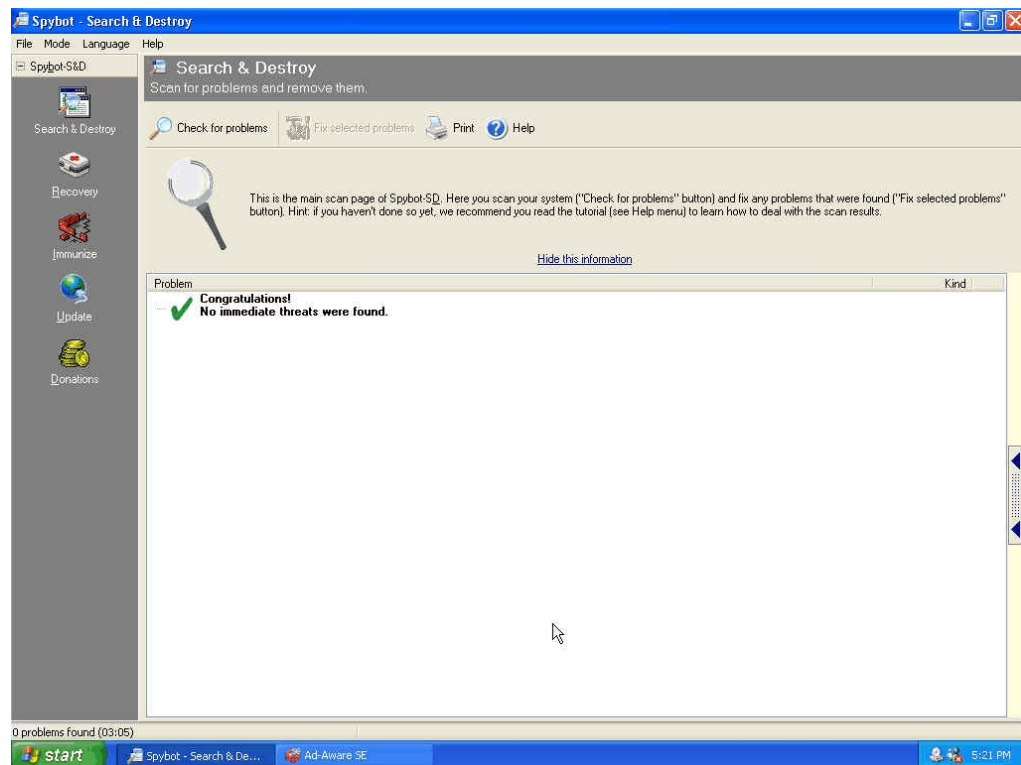 Spybot - Search & Destroy
File Mode Language Help
Spybot-S&D
Search & Destroy
Scan for problems and remove them.
Search & Destroy
Recovery
Immunize
Update
Donations
Check for problems Fix selected problems Print Help
This is the main scan page of Spybot-SD. Here you scan your system ("Check for problems" button) and fix any problems that were found ("Fix selected problems"
button). Hint: if you haven't done so yet, we recommend you read the tutorial (see Help menu) to learn how to deal with the scan results.
Hide this information
Problem Kind
Congratulations!
No immediate threats were found.
0 problems found (03:05)
start Spybot - Search & De... Ad-Aware SE 5:21 PM